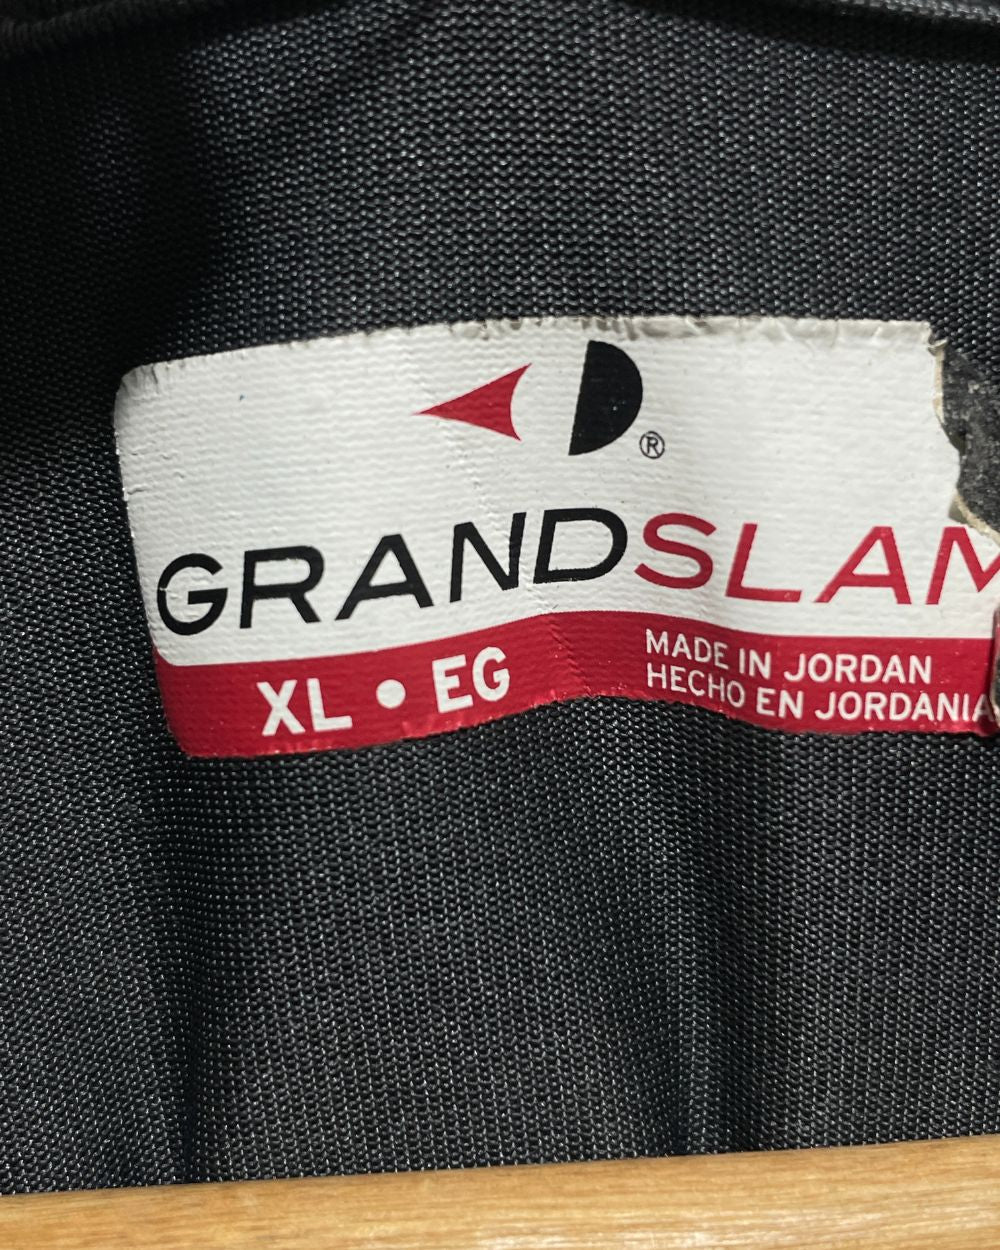 ®
GRANDSLAM
XL • EG
MADE IN JORDAN
HECHO EN JORDANIA